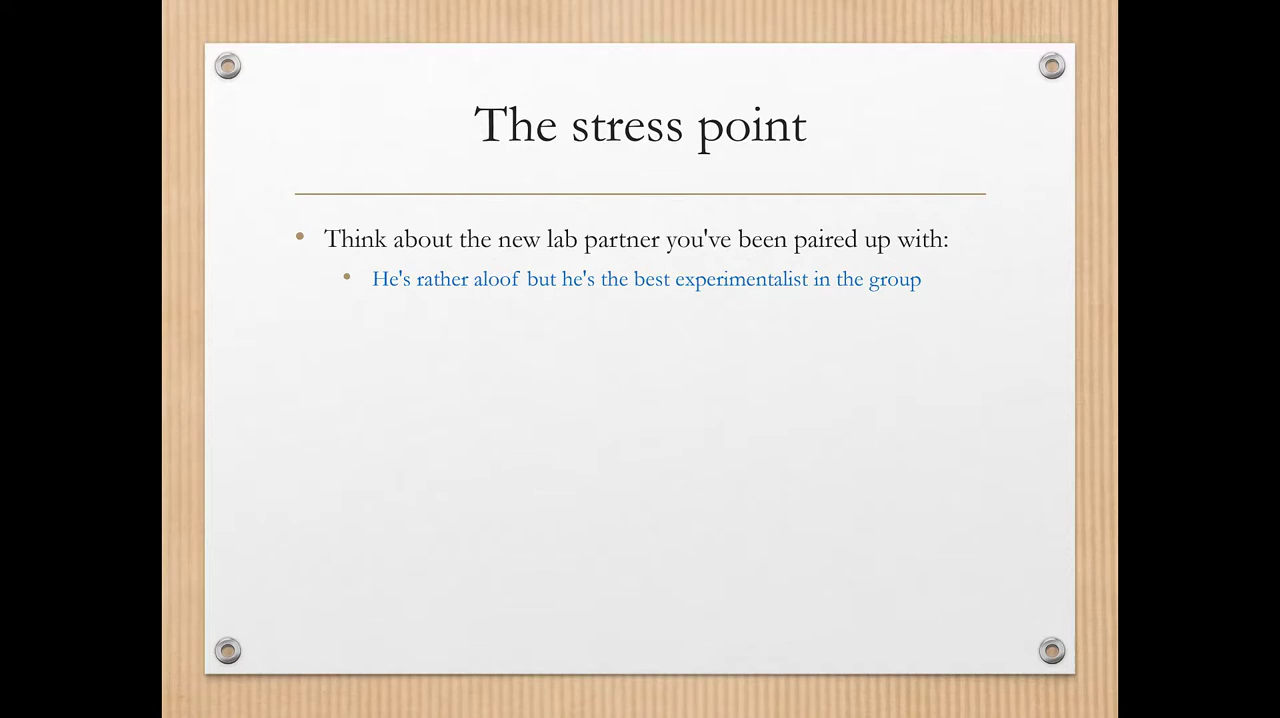 The stress point
Think about the new lab partner you've been paired up with:
He's rather aloof but he's the best experimentalist in the group